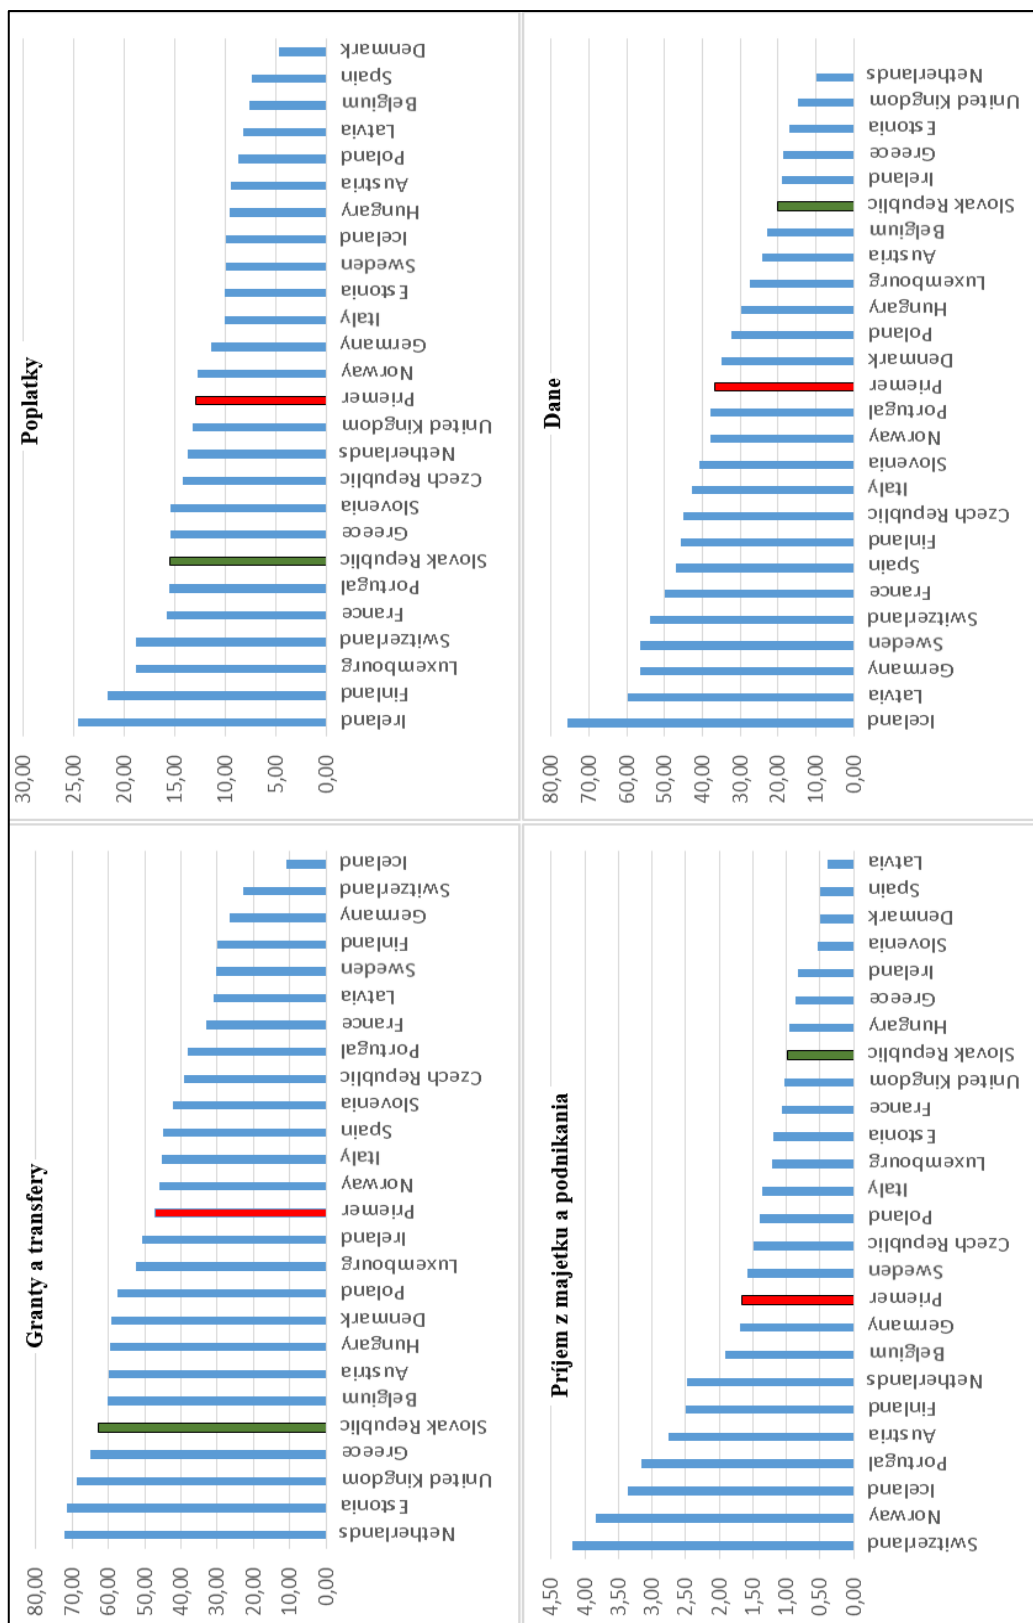 Granty a transfery
80,00
70,00
60,00
50,00
40,00
30,00
20,00
10,00
0,00
Netherlands
Estonia
United Kingdom
Greece
Slovak Republic
Belgium
Austria
Hungary
Denmark
Poland
Luxembourg
Ireland
Priemer
Norway
Italy
Spain
Slovenia
Czech Republic
Portugal
France
Latvia
Sweden
Finland
Germany
Switzerland
Iceland
Poplatky
30,00
25,00
20,00
15,00
10,00
5,00
0,00
Ireland
Finland
Luxembourg
Switzerland
France
Portugal
Slovak Republic
Greece
Slovenia
Czech Republic
Netherlands
United Kingdom
Priemer
Norway
Germany
Italy
Estonia
Sweden
Iceland
Hungary
Austria
Poland
Latvia
Belgium
Spain
Denmark
Príjem z majetku a podnikania
4,50
4,00
3,50
3,00
2,50
2,00
1,50
1,00
0,50
0,00
Switzerland
Norway
Iceland
Portugal
Austria
Finland
Netherlands
Belgium
Germany
Priemer
Sweden
Czech Republic
Poland
Italy
Luxembourg
Estonia
France
United Kingdom
Slovak Republic
Hungary
Greece
Ireland
Slovenia
Denmark
Spain
Latvia
Dane
80,00
70,00
60,00
50,00
40,00
30,00
20,00
10,00
0,00
Iceland
Latvia
Germany
Sweden
Switzerland
France
Spain
Finland
Czech Republic
Italy
Slovenia
Norway
Portugal
Priemer
Denmark
Poland
Hungary
Luxembourg
Austria
Belgium
Slovak Republic
Ireland
Greece
Estonia
United Kingdom
Netherlands